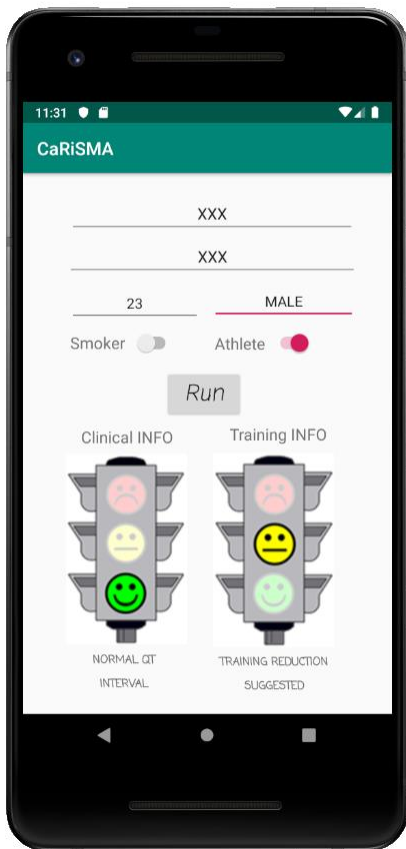 11:31
CaRiSMA
XXX
XXX
23 MALE
Smoker Athlete
Run
Clinical INFO Training INFO
NORMAL QT
INTERVAL
TRAINING REDUCTION
SUGGESTED